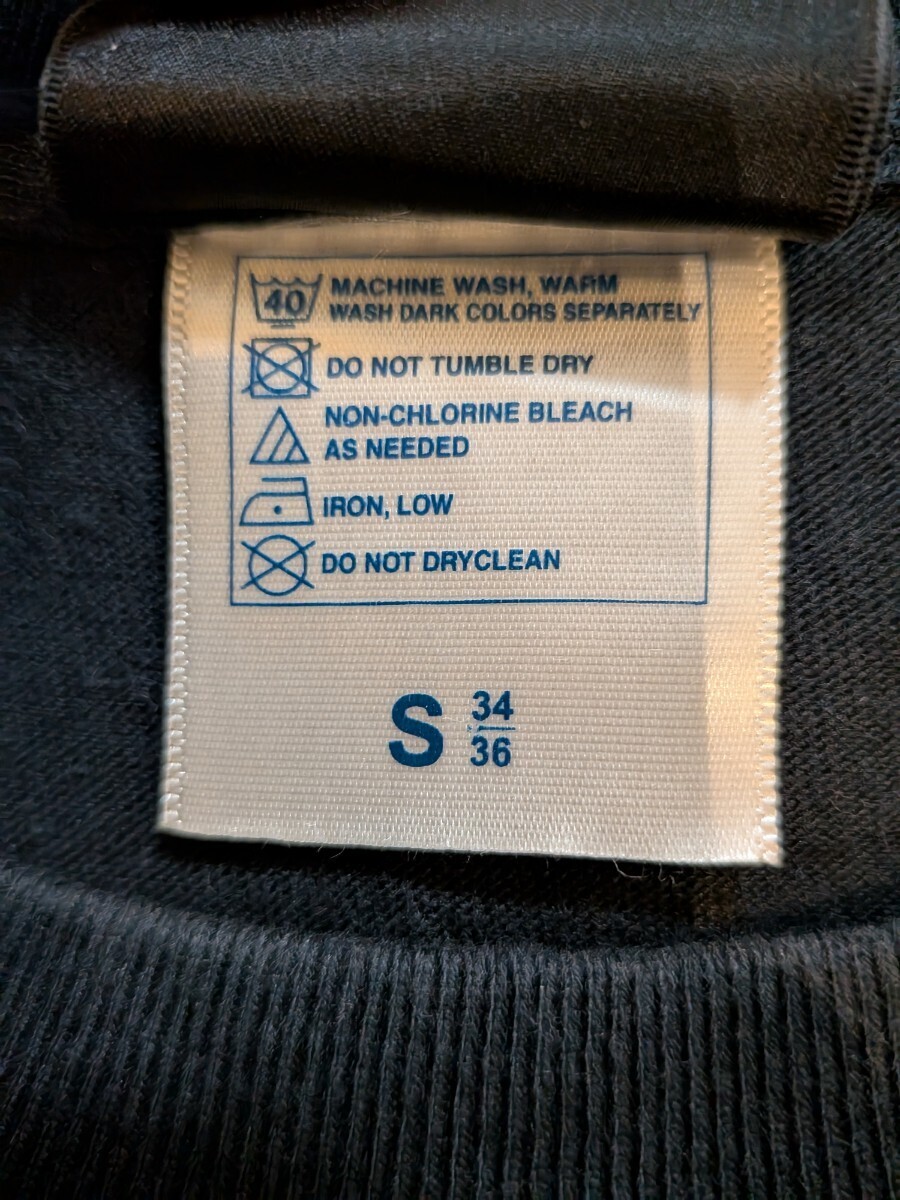 40 MACHINE WASH, WARM
WASH DARK COLORS SEPARATELY
DO NOT TUMBLE DRY
NON-CHLORINE BLEACH
AS NEEDED
IRON, LOW
DO NOT DRYCLEAN
S 34
36